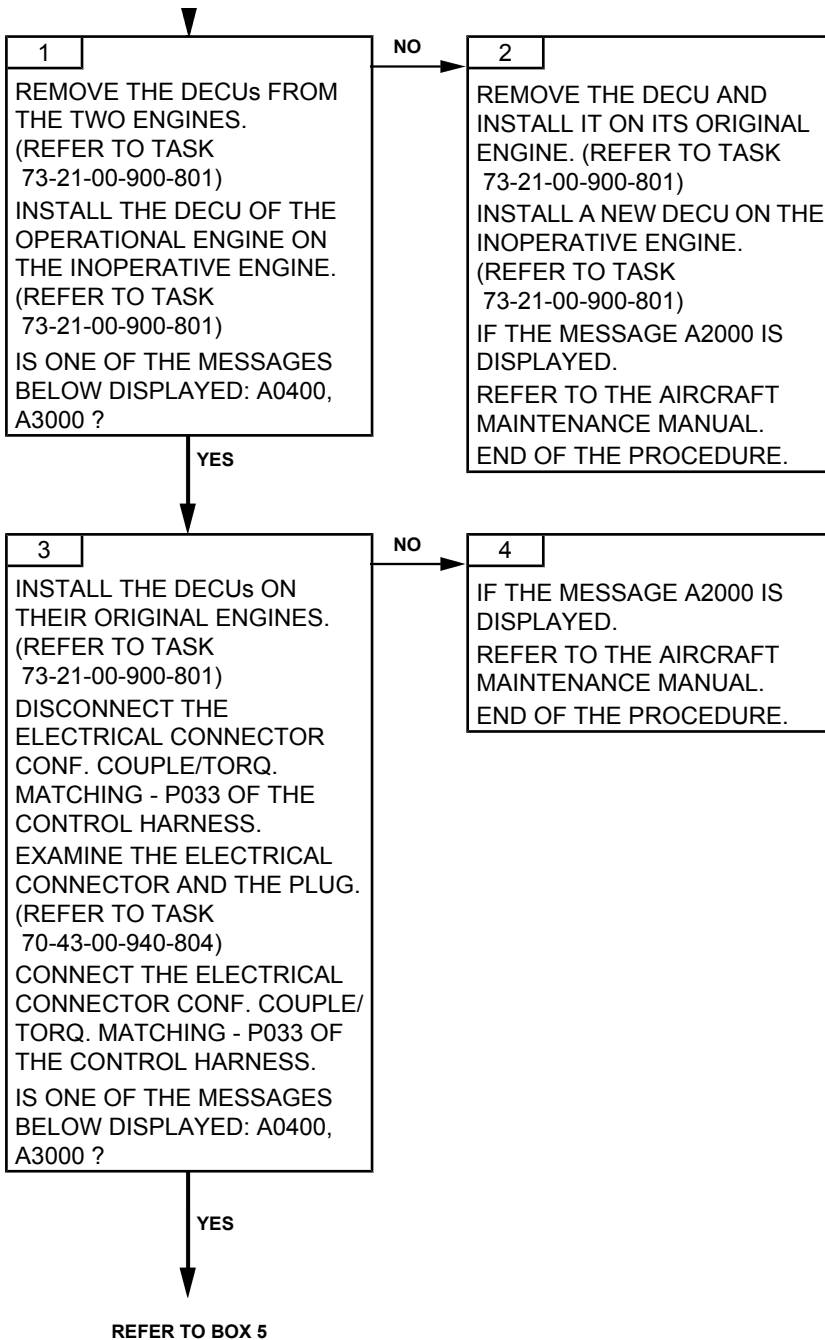 1
REMOVE THE DECUs FROM
THE TWO ENGINES.
(REFER TO TASK
73-21-00-900-801)
INSTALL THE DECU OF THE
OPERATIONAL ENGINE ON
THE INOPERATIVE ENGINE.
(REFER TO TASK
73-21-00-900-801)
IS ONE OF THE MESSAGES
BELOW DISPLAYED: A0400,
A3000 ?
NO
2
REMOVE THE DECU AND
INSTALL IT ON ITS ORIGINAL
ENGINE. (REFER TO TASK
73-21-00-900-801)
INSTALL A NEW DECU ON THE
INOPERATIVE ENGINE.
(REFER TO TASK
73-21-00-900-801)
IF THE MESSAGE A2000 IS
DISPLAYED.
REFER TO THE AIRCRAFT
MAINTENANCE MANUAL.
END OF THE PROCEDURE.
YES
3
INSTALL THE DECUs ON
THEIR ORIGINAL ENGINES.
(REFER TO TASK
73-21-00-900-801)
DISCONNECT THE
ELECTRICAL CONNECTOR
CONF. COUPLE/TORQ.
MATCHING - P033 OF THE
CONTROL HARNESS.
EXAMINE THE ELECTRICAL
CONNECTOR AND THE PLUG.
(REFER TO TASK
70-43-00-940-804)
CONNECT THE ELECTRICAL
CONNECTOR CONF. COUPLE/
TORQ. MATCHING - P033 OF
THE CONTROL HARNESS.
IS ONE OF THE MESSAGES
BELOW DISPLAYED: A0400,
A3000 ?
NO
4
IF THE MESSAGE A2000 IS
DISPLAYED.
REFER TO THE AIRCRAFT
MAINTENANCE MANUAL.
END OF THE PROCEDURE.
YES
REFER TO BOX 5